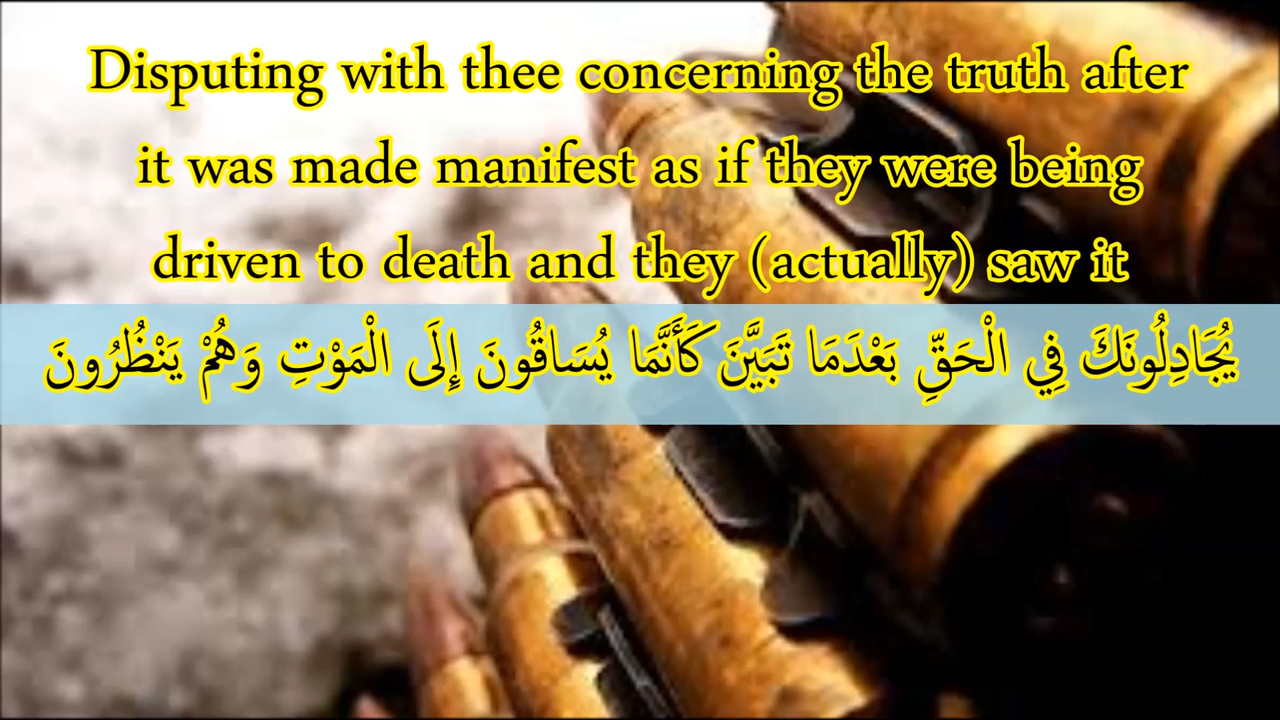 Disputing with thee concerning the truth after
it was made manifest as if they were being
driven to death and they (actually) saw it
يُجَادِلُونَكَ فِي الْحَقِّ بَعْدَمَا تَبَيَّنَ كَأَنَّمَا يُسَاقُونَ إِلَى الْمَوْتِ وَهُمْ يَنْظُرُونَ